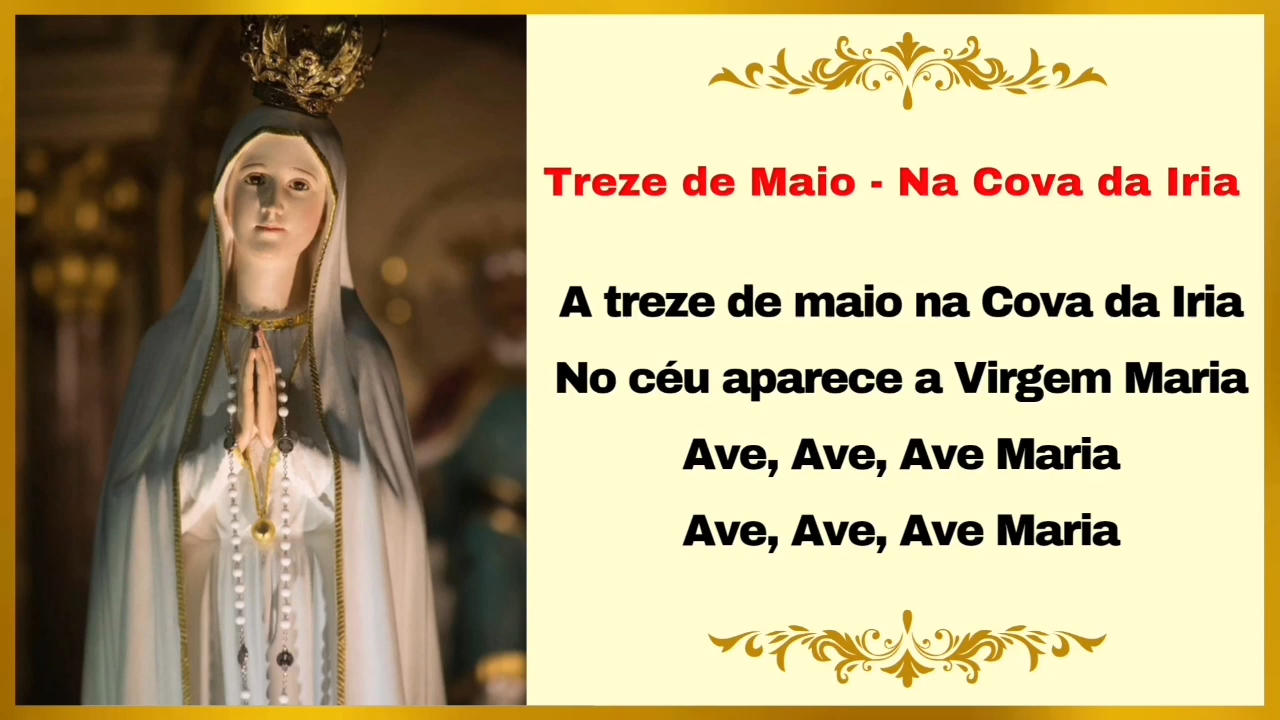 Treze de Maio - Na Cova da Iria
A treze de maio na Cova da Iria
No céu aparece a Virgem Maria
Ave, Ave, Ave Maria
Ave, Ave, Ave Maria